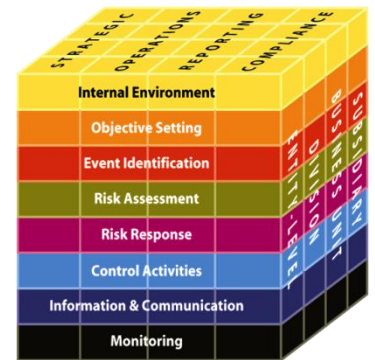 STRATEGIC
OPERATIONS
REPORTING
COMPLIANCE
Internal Environment
Objective Setting
Event Identification
Risk Assessment
Risk Response
Control Activities
Information & Communication
Monitoring
ENTITY-LEVEL
DIVISION
BUSINESS UNIT
SUBSIDIARY